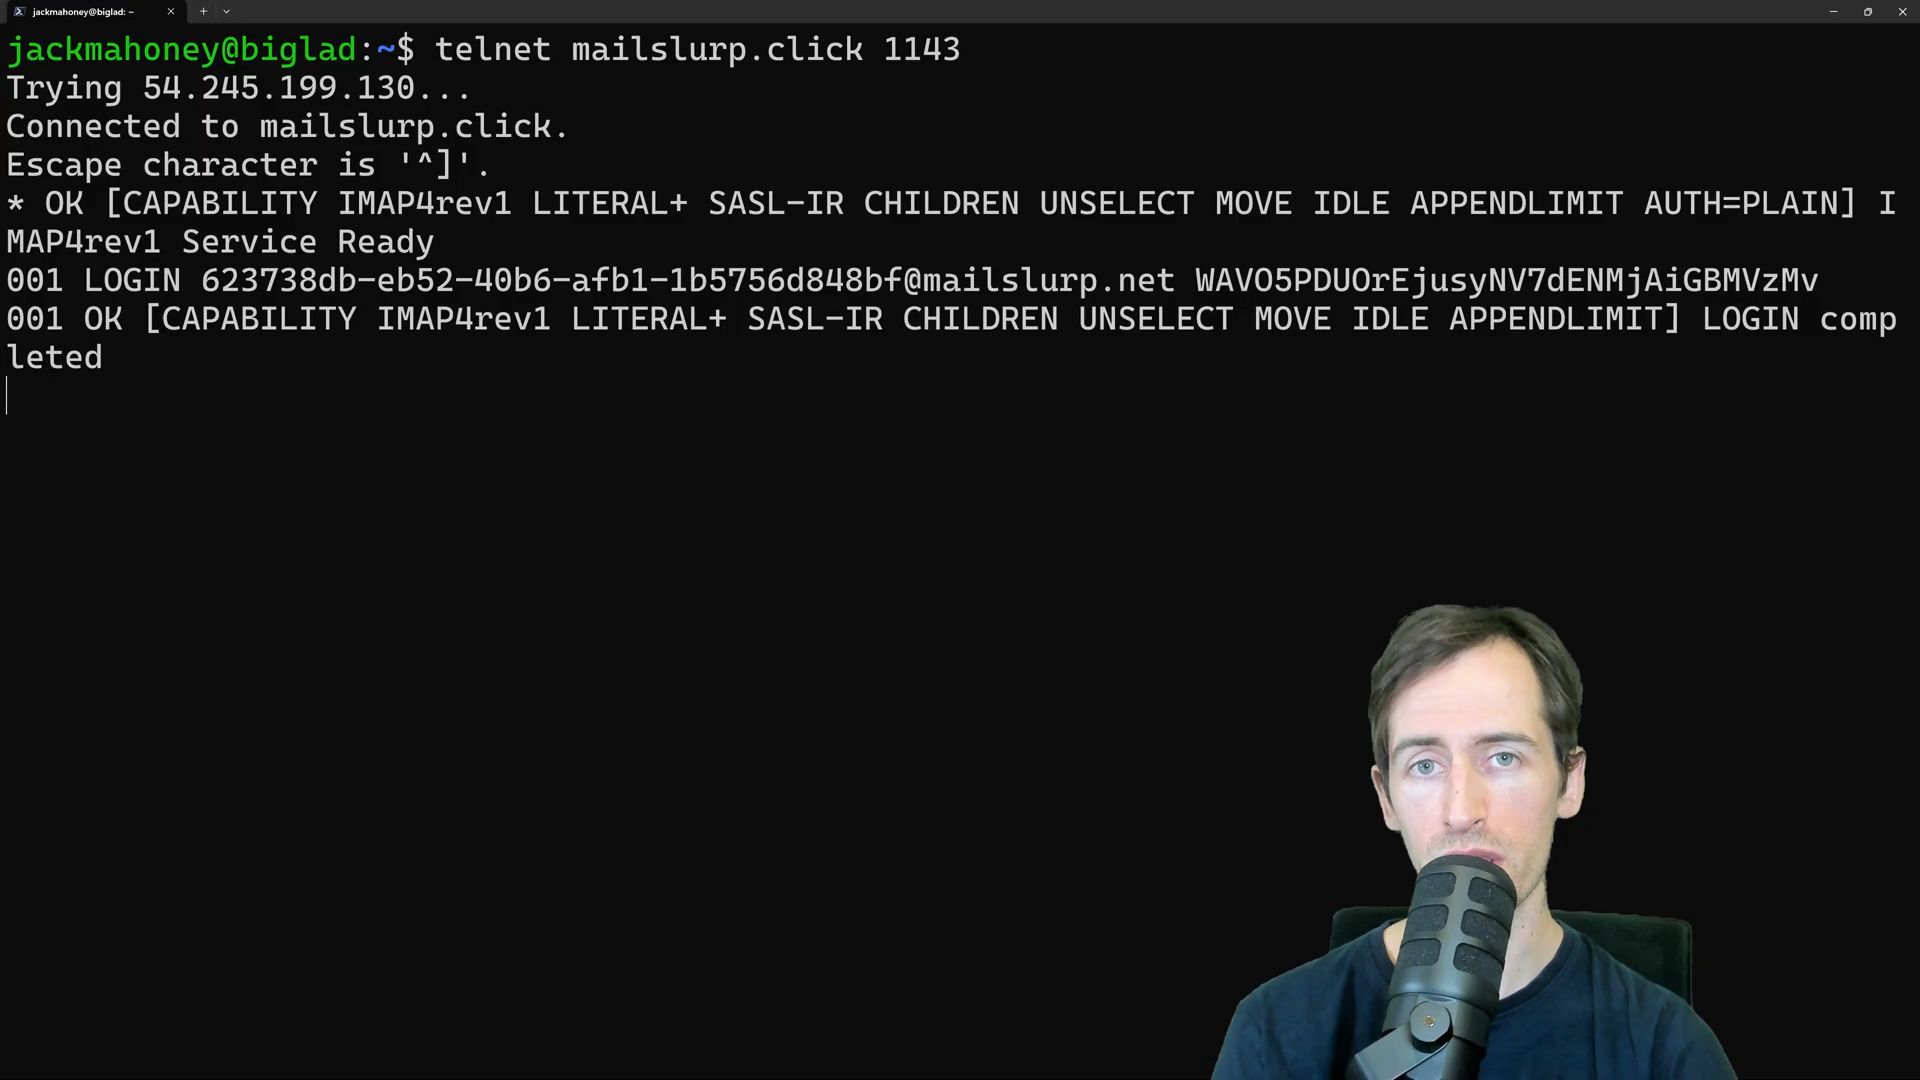 jackmahoney@biglad: ~
jackmahoney@biglad:~$ telnet mailslurp.click 1143
Trying 54.245.199.130...
Connected to mailslurp.click.
Escape character is '^]'.
* OK [CAPABILITY IMAP4rev1 LITERAL+ SASL-IR CHILDREN UNSELECT MOVE IDLE APPENDLIMIT AUTH=PLAIN] I
MAP4rev1 Service Ready
001 LOGIN 623738db-eb52-40b6-afb1-1b5756d848bf@mailslurp.net WAVO5PDUOrEjusyNV7dENMjAiGBMVzMv
001 OK [CAPABILITY IMAP4rev1 LITERAL+ SASL-IR CHILDREN UNSELECT MOVE IDLE APPENDLIMIT] LOGIN comp
leted